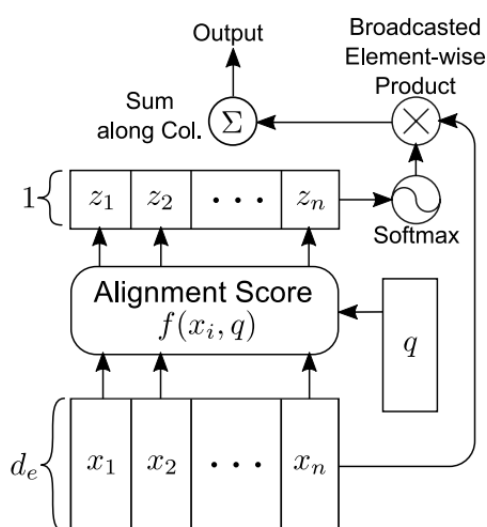 Output
Broadcasted
Element-wise
Product
Sum
along Col.
Σ
×
1
z₁ z₂ · · · zₙ
Softmax
Alignment Score
f(xᵢ, q)
q
dₑ
x₁ x₂ · · · xₙ